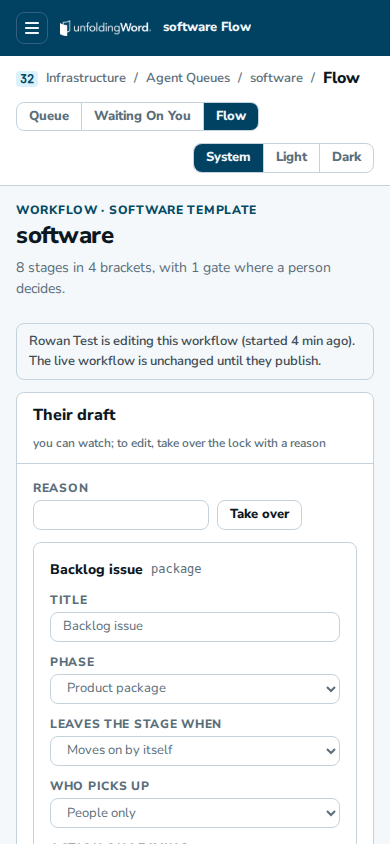 unfoldingWord. software Flow
32 Infrastructure / Agent Queues / software / Flow
Queue Waiting On You Flow
System Light Dark
WORKFLOW · SOFTWARE TEMPLATE
software
8 stages in 4 brackets, with 1 gate where a person
decides.
Rowan Test is editing this workflow (started 4 min ago).
The live workflow is unchanged until they publish.
Their draft
you can watch; to edit, take over the lock with a reason
REASON
Take over
Backlog issue package
TITLE
Backlog issue
PHASE
Product package
LEAVES THE STAGE WHEN
Moves on by itself
WHO PICKS UP
People only